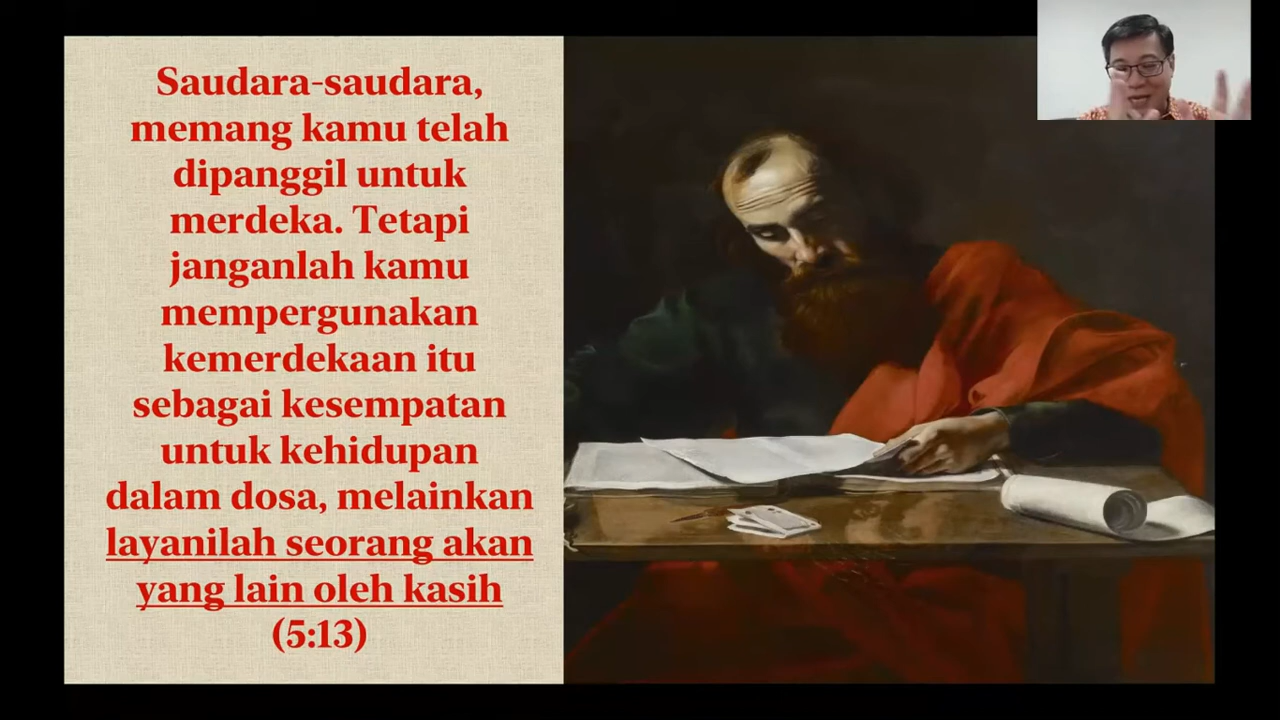 Saudara-saudara,
memang kamu telah
dipanggil untuk
merdeka. Tetapi
janganlah kamu
mempergunakan
kemerdekaan itu
sebagai kesempatan
untuk kehidupan
dalam dosa, melainkan
layanilah seorang akan
yang lain oleh kasih
(5:13)